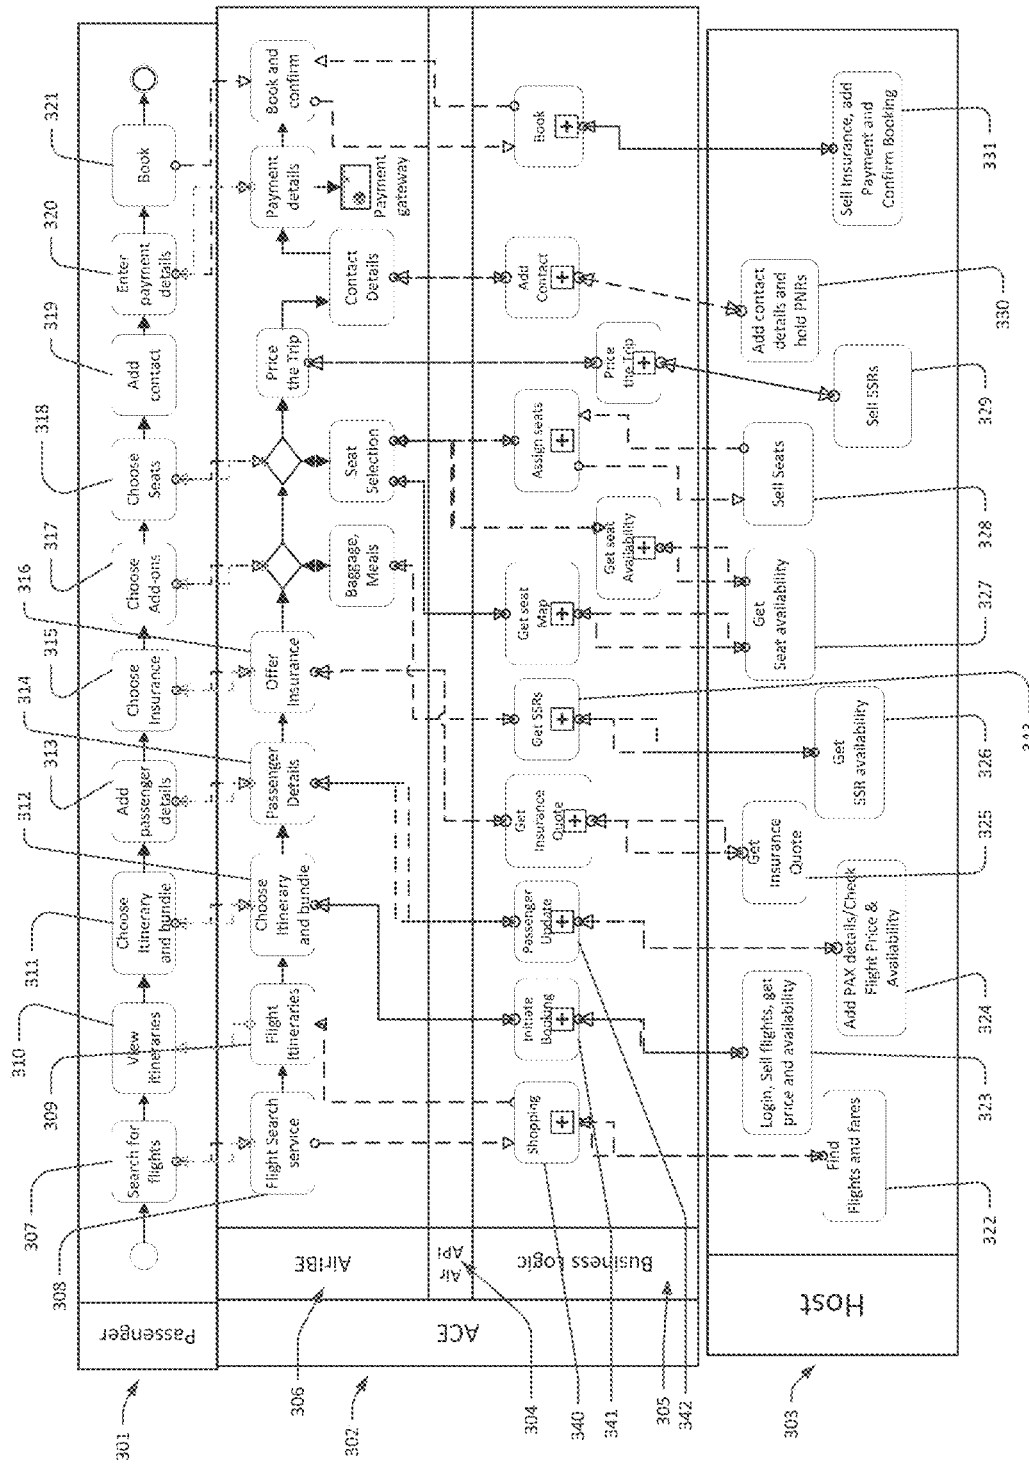 321
320
319
318
317
316
315
314
313
312
311
310
309
307
308
Passenger
Search for
flights
View
itineraries
Choose
Itinerary
and bundle
Add
passenger
details
Choose
Insurance
Choose
Add-ons
Choose
Seats
Add
contact
Enter
payment
details
Book
301
ACE
302
AirIBE
306
Flight Search
service
Flight
Itineraries
Choose
Itinerary
and bundle
Passenger
Details
Offer
Insurance
Baggage,
Meals
Seat
Selection
Price
the Trip
Contact
Details
Payment
details
Payment
gateway
Book and
confirm
Air
Api
304
Business Logic
305
Shopping
Initiate
Booking
Passenger
Update
Get
Insurance
Quote
Get SSRs
Get seat
Map
Get seat
Availability
Assign seats
Price
the Trip
Add
Contact
Book
340
341
342
343
Host
303
Find
Flights and fares
Login, Sell flights, get
price and availability
Add PAX details/Check
Flight Price &
Availability
Get
Insurance
Quote
Get
SSR availability
Get
Seat availability
Sell Seats
Sell SSRs
Add contact
details and
hold PNRs
Sell Insurance, add
Payment and
Confirm Booking
322
323
324
325
326
327
328
329
330
331